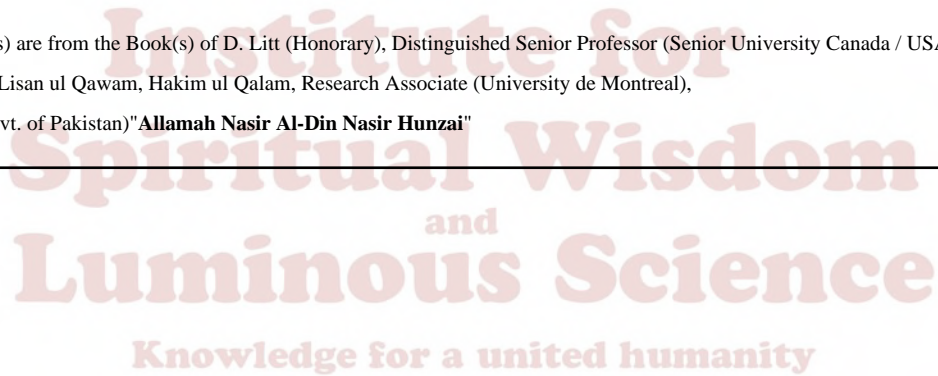 Institute for
s) are from the Book(s) of D. Litt (Honorary), Distinguished Senior Professor (Senior University Canada / USA
Lisan ul Qawam, Hakim ul Qalam, Research Associate (University de Montreal),
vt. of Pakistan)"Allamah Nasir Al-Din Nasir Hunzai"
Spiritual Wisdom
and
Luminous Science
Knowledge for a united humanity